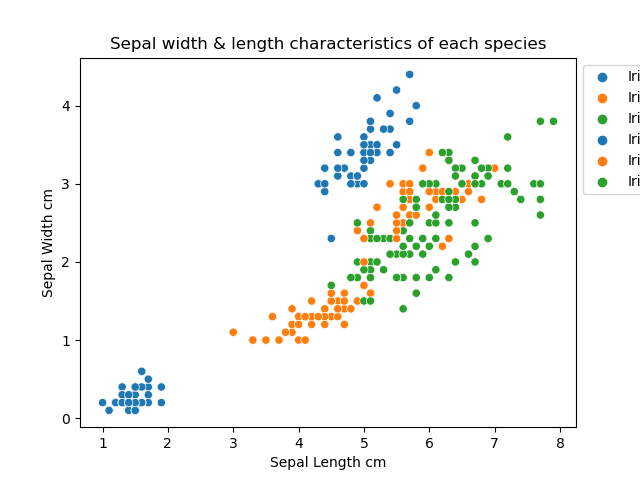 Sepal width & length characteristics of each species
Sepal Width cm
4
3
2
1
0
1 2 3 4 5 6 7 8
Sepal Length cm
Iri
Iri
Iri
Iri
Iri
Iri